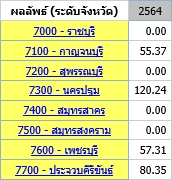 ผลลัพธ์ (ระดับจังหวัด) 2564
7000 - ราชบุรี 0.00
7100 - กาญจนบุรี 55.37
7200 - สุพรรณบุรี 0.00
7300 - นครปฐม 120.24
7400 - สมุทรสาคร 0.00
7500 - สมุทรสงคราม 0.00
7600 - เพชรบุรี 57.31
7700 - ประจวบคีรีขันธ์ 80.35